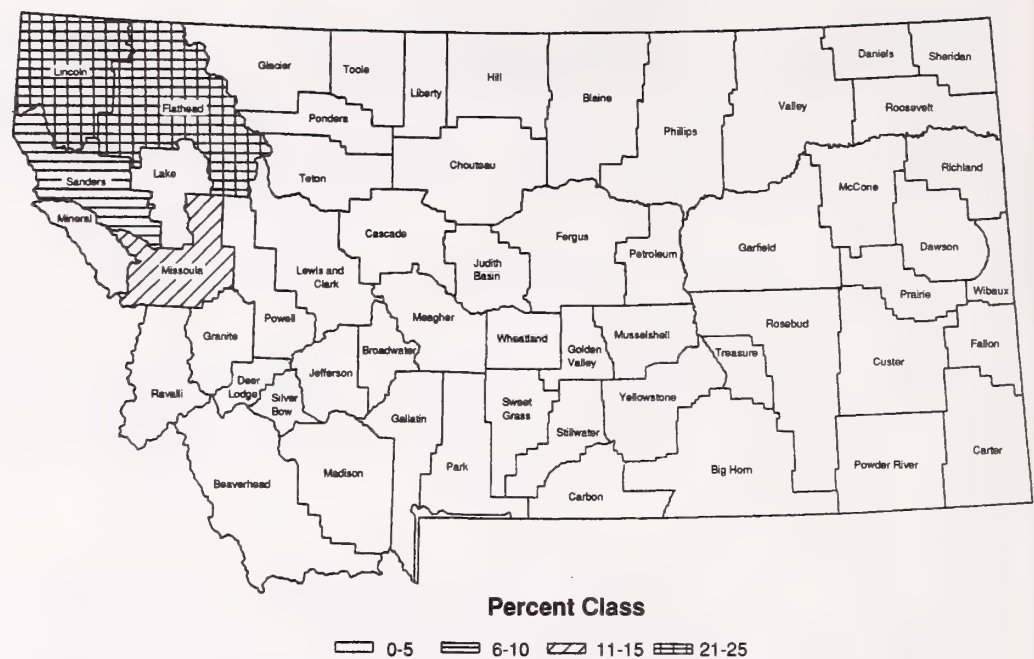 Lincoln
Flathead
Glacier
Toole
Liberty
Hill
Blaine
Phillips
Valley
Daniels
Sheridan
Roosevelt
Pondera
Teton
Chouteau
Sanders
Lake
Mineral
Missoula
Cascade
Judith
Basin
Fergus
Petroleum
Garfield
McCone
Richland
Dawson
Wibaux
Prairie
Lewis and
Clark
Powell
Granite
Meagher
Broadwater
Jefferson
Wheatland
Golden
Valley
Musselshell
Rosebud
Treasure
Custer
Fallon
Ravalli
Deer
Lodge
Silver
Bow
Gallatin
Park
Sweet
Grass
Stillwater
Yellowstone
Carbon
Big Horn
Powder River
Carter
Beaverhead
Madison
Percent Class
0-5 6-10 11-15 21-25